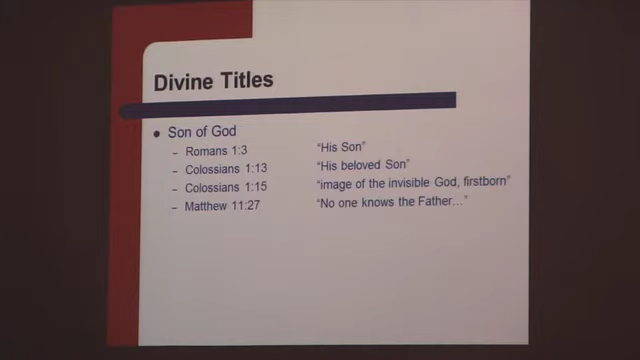 Divine Titles
● Son of God
– Romans 1:3 "His Son"
– Colossians 1:13 "His beloved Son"
– Colossians 1:15 "image of the invisible God, firstborn"
– Matthew 11:27 "No one knows the Father…"